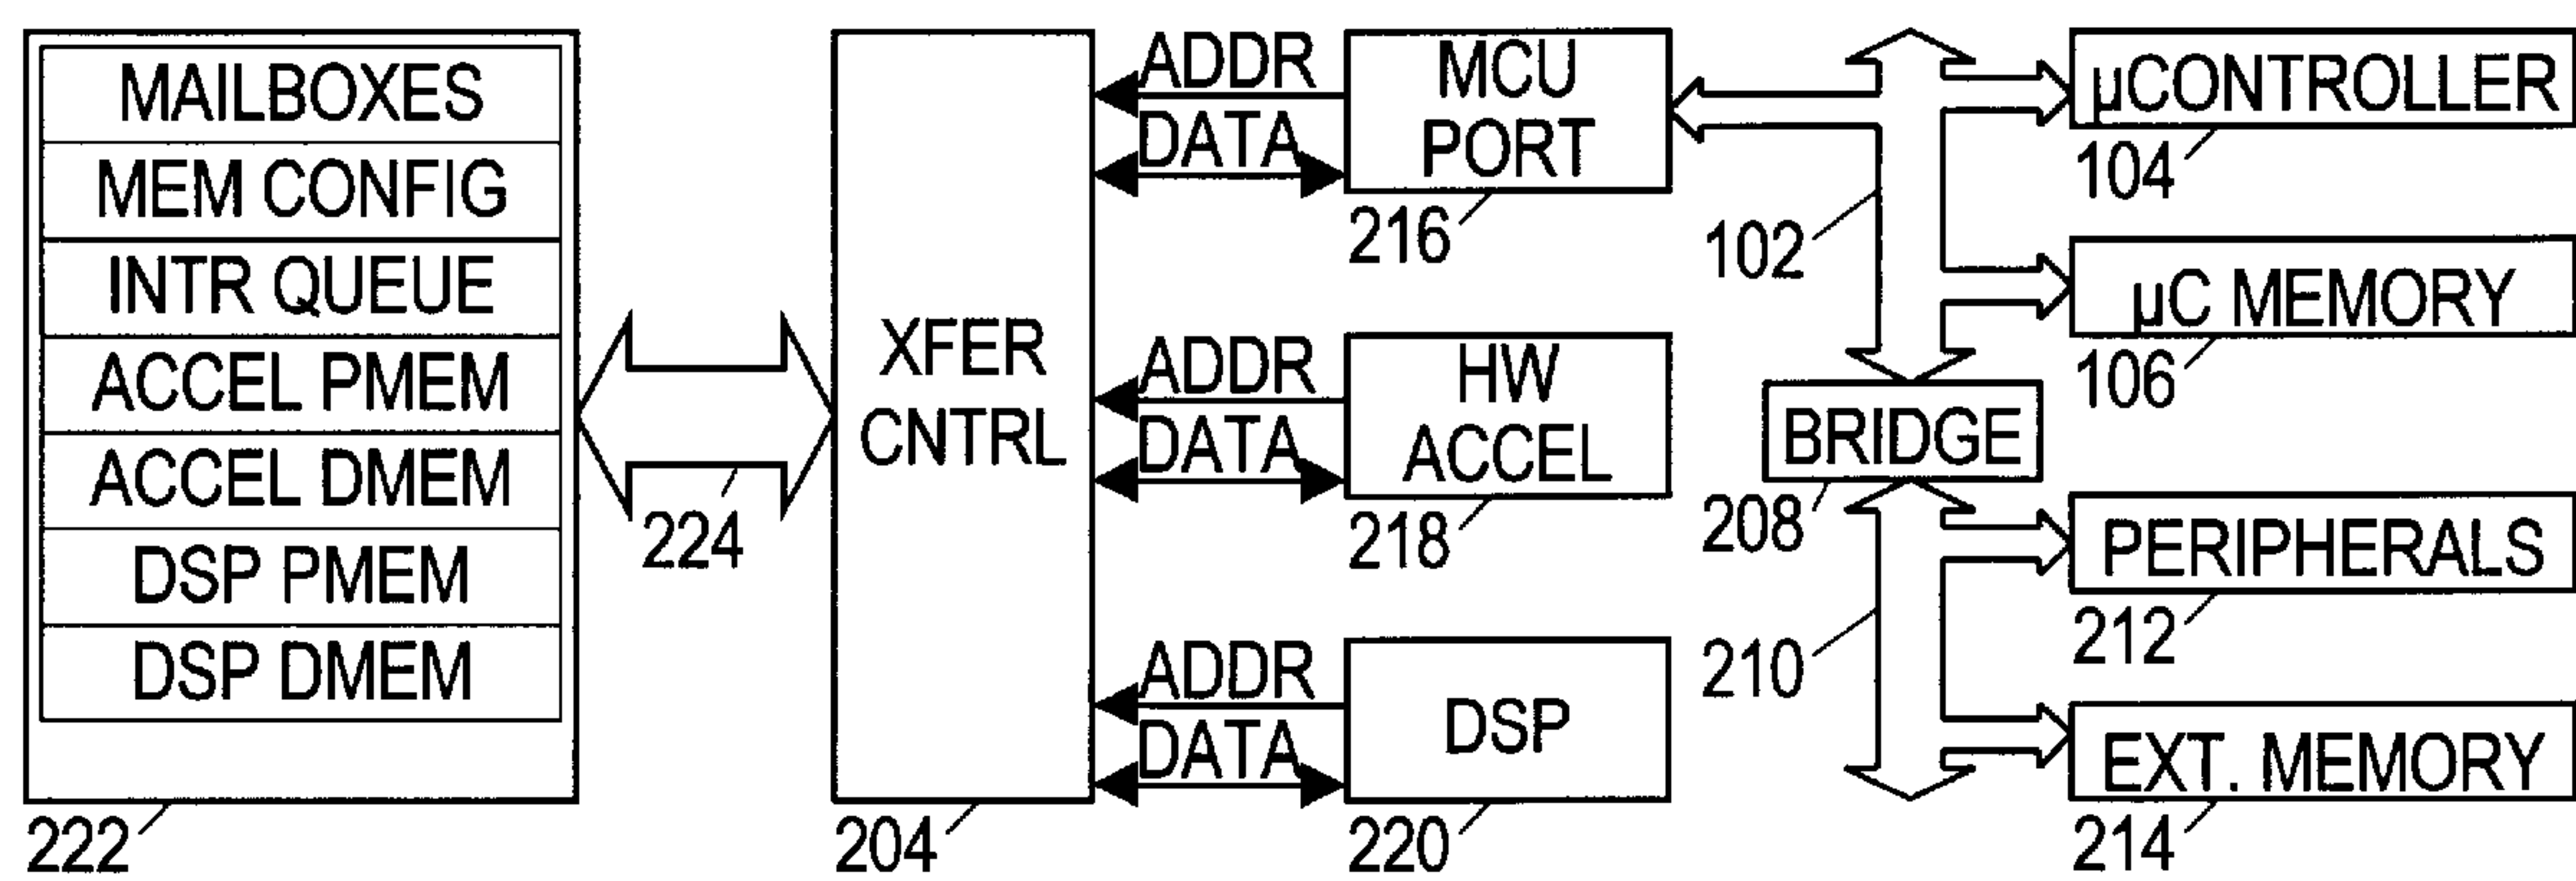 MAILBOXES
MEM CONFIG
INTR QUEUE
ACCEL PMEM
ACCEL DMEM
DSP PMEM
DSP DMEM
222
224
XFER
CNTRL
204
ADDR
DATA
MCU
PORT
216
ADDR
DATA
HW
ACCEL
218
ADDR
DATA
DSP
220
102
BRIDGE
208
210
µCONTROLLER
104
µC MEMORY
106
PERIPHERALS
212
EXT. MEMORY
214